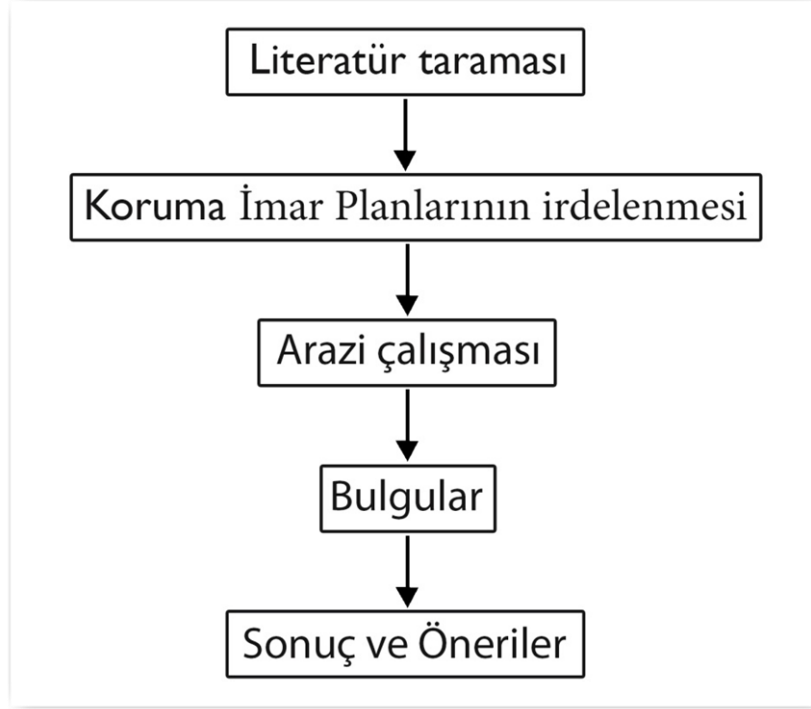 Literatür taraması
Koruma İmar Planlarının irdelenmesi
Arazi çalışması
Bulgular
Sonuç ve Öneriler